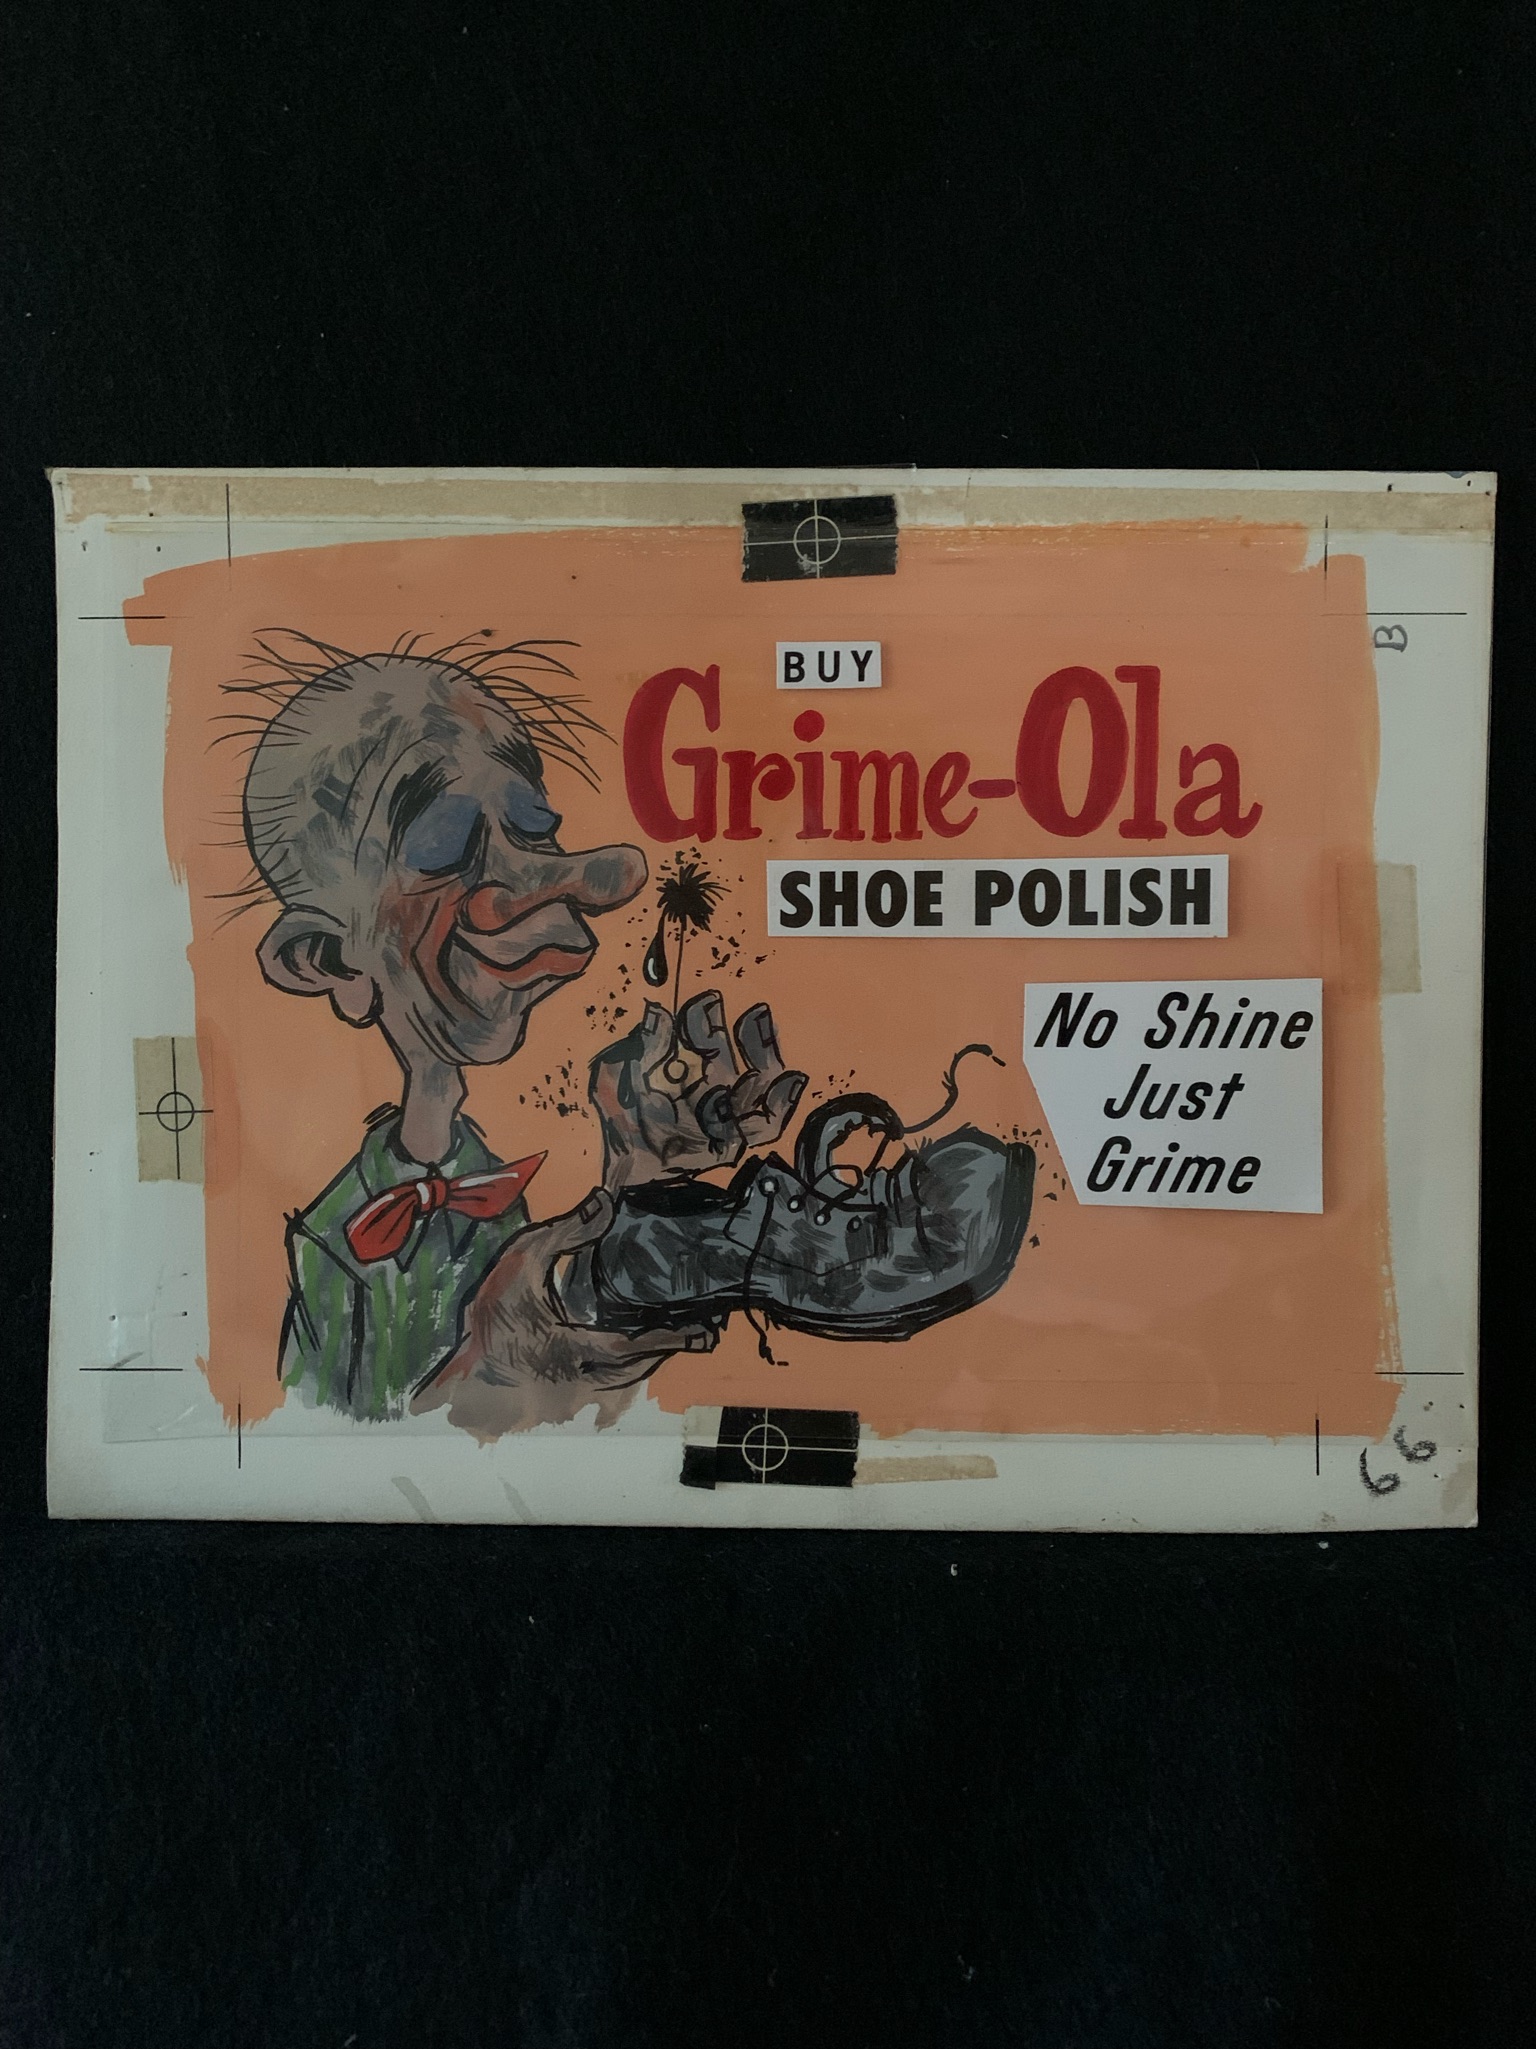 BUY
Grime-Ola
SHOE POLISH
No Shine
Just
Grime
B
66